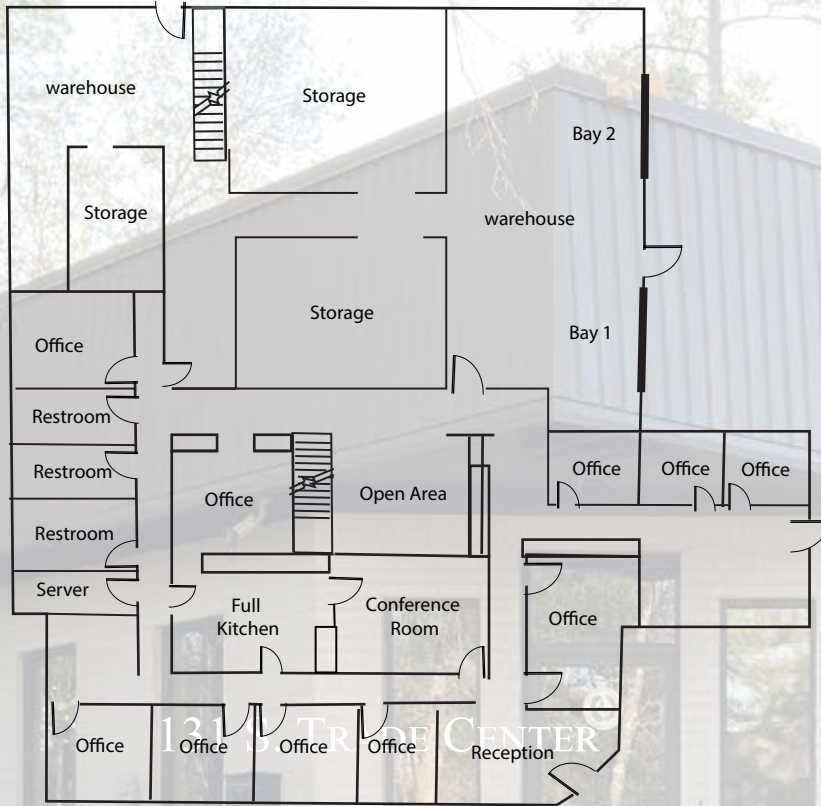 warehouse
Storage
Bay 2
Storage
warehouse
Storage
Bay 1
Office
Restroom
Restroom
Office
Open Area
Office
Office
Office
Restroom
Server
Full
Kitchen
Conference
Room
Office
Office
Office
Office
Office
Reception
131 S. Trade Center